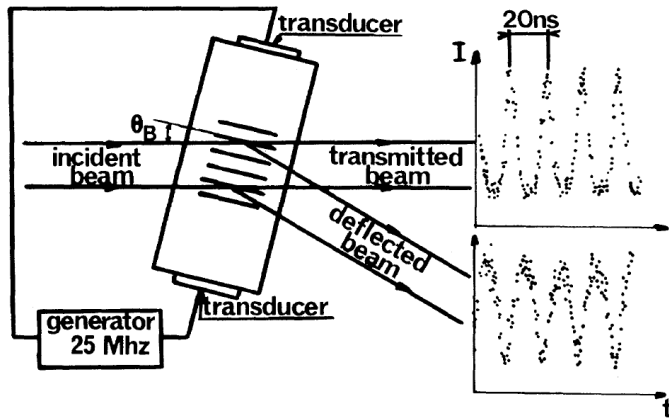 transducer
20ns
I
θB
incident
beam
transmitted
beam
deflected
beam
transducer
generator
25 Mhz
t